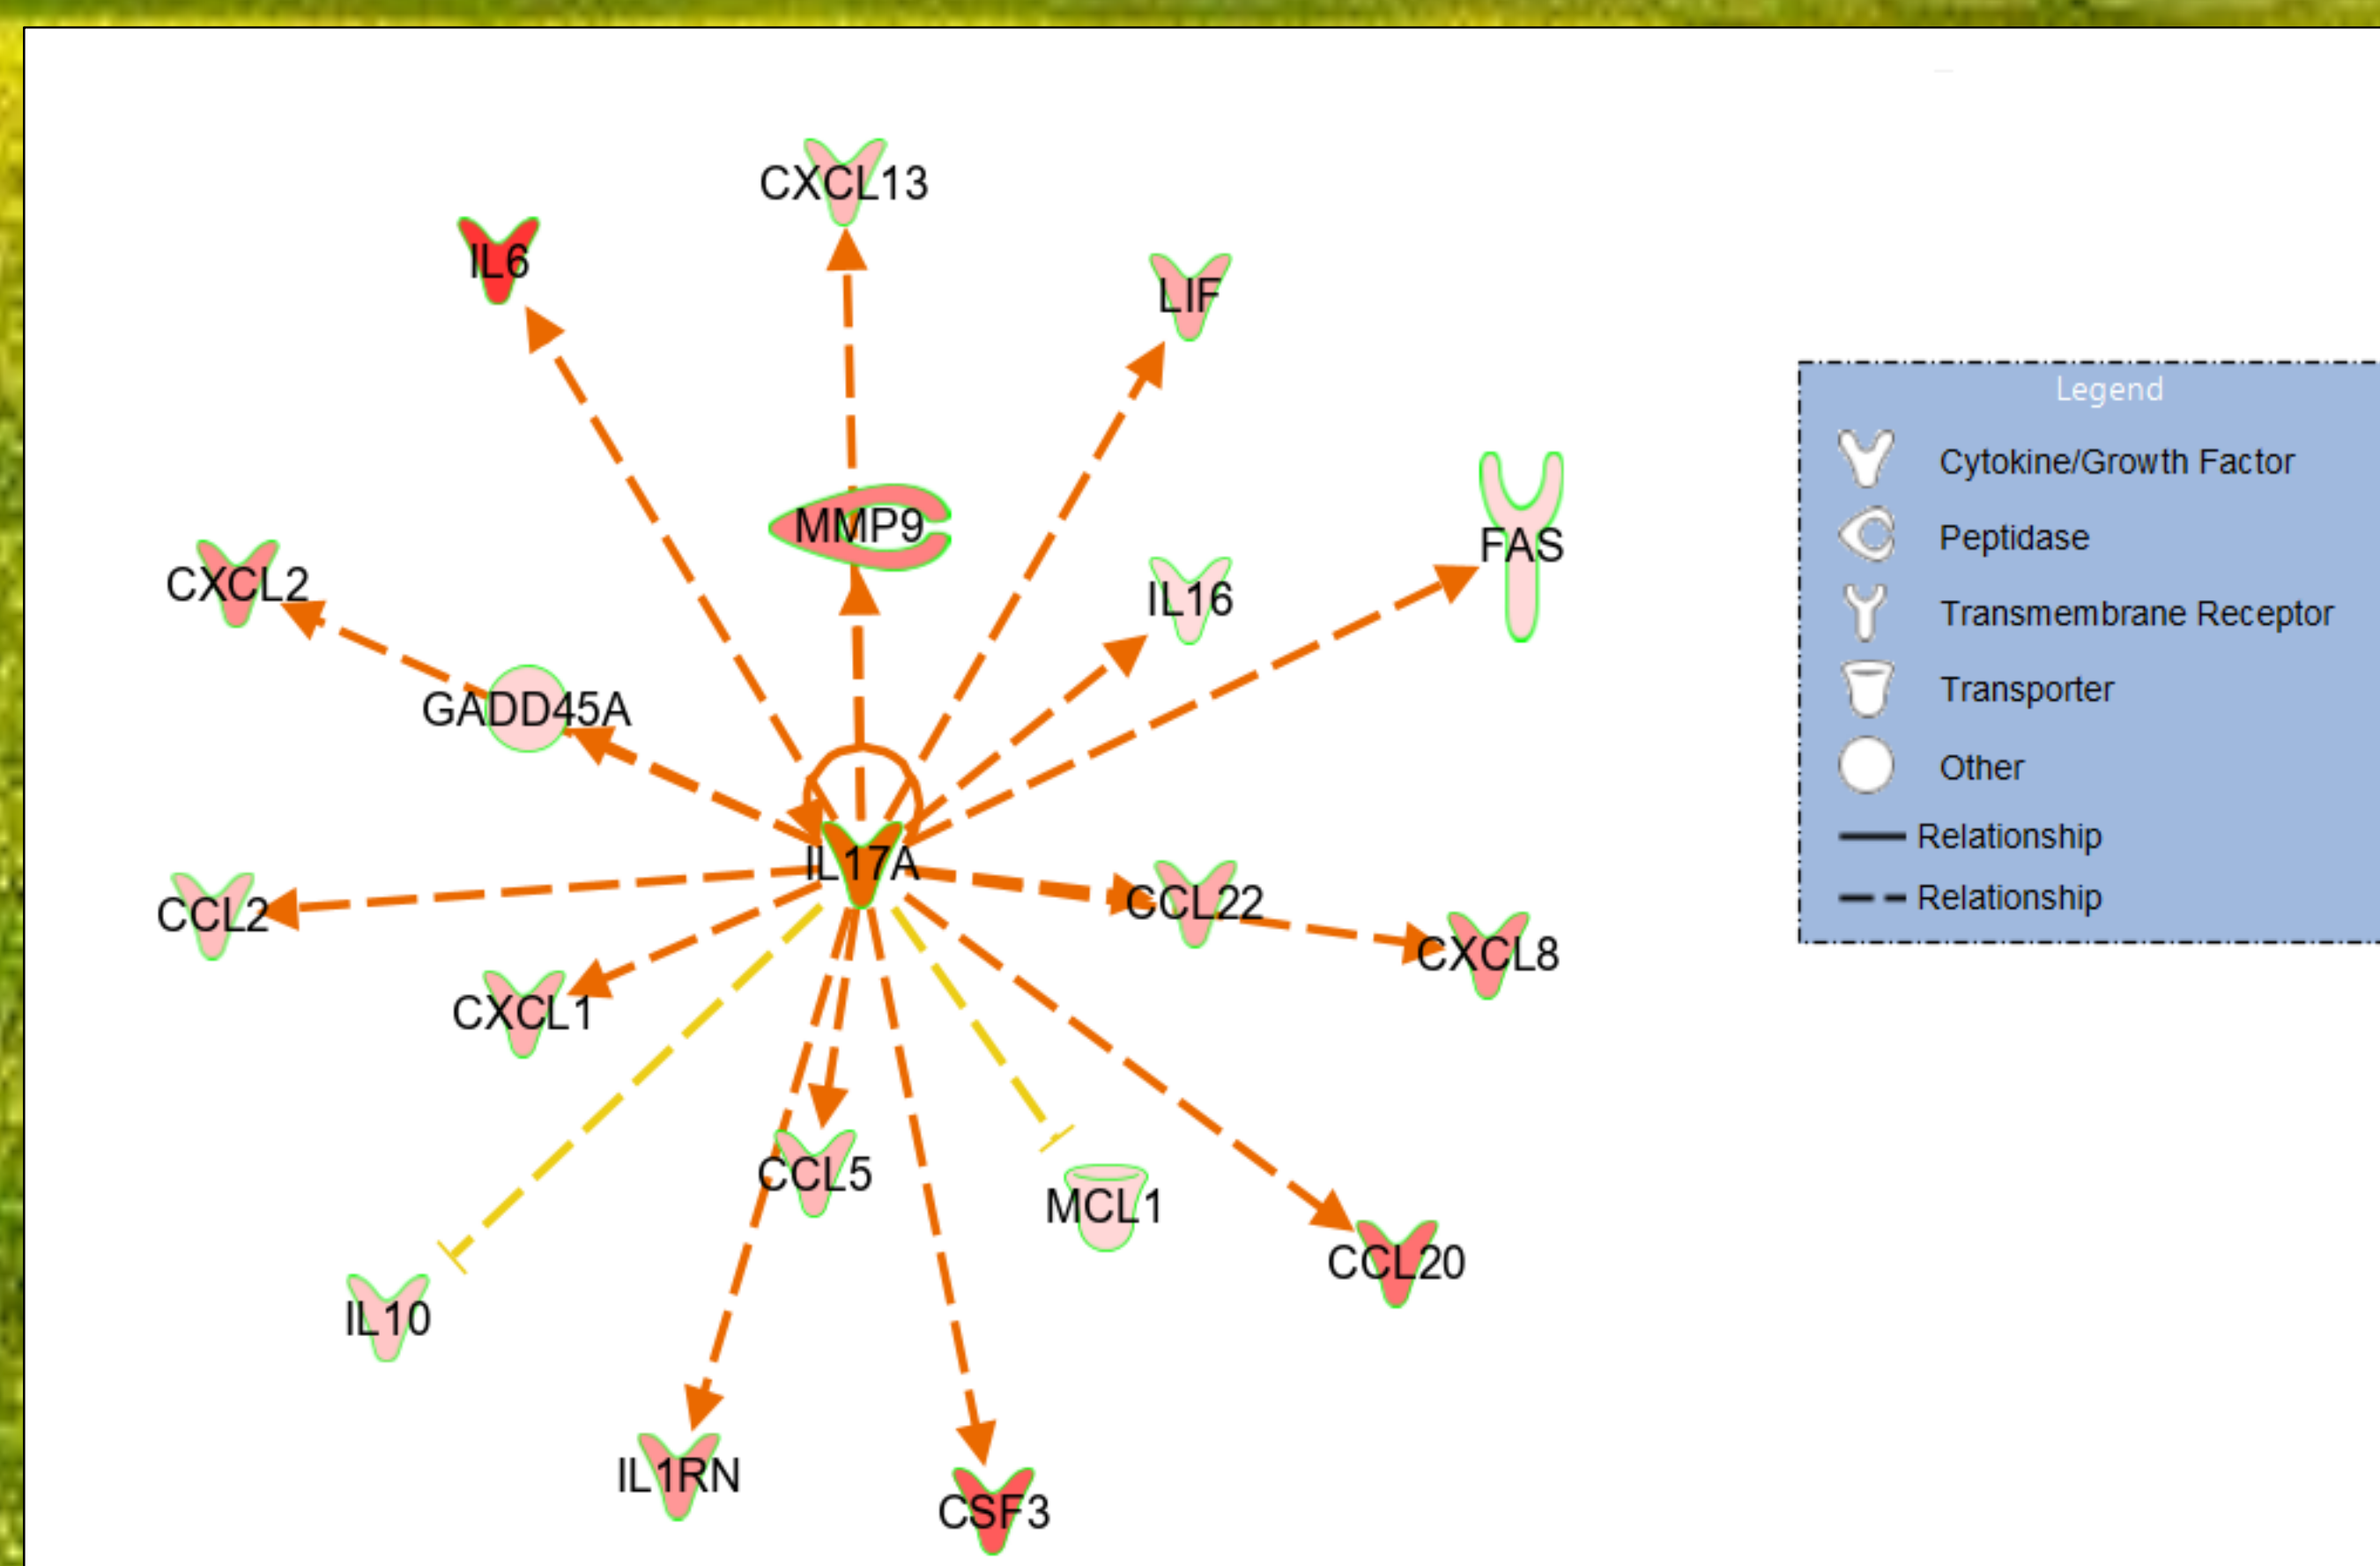 CXCL13
IL6
LIF
MMP9
FAS
CXCL2
IL16
GADD45A
IL17A
CCL2
CCL22
CXCL8
CXCL1
CCL5
MCL1
CCL20
IL10
IL1RN
CSF3
Legend
Cytokine/Growth Factor
Peptidase
Transmembrane Receptor
Transporter
Other
Relationship
Relationship